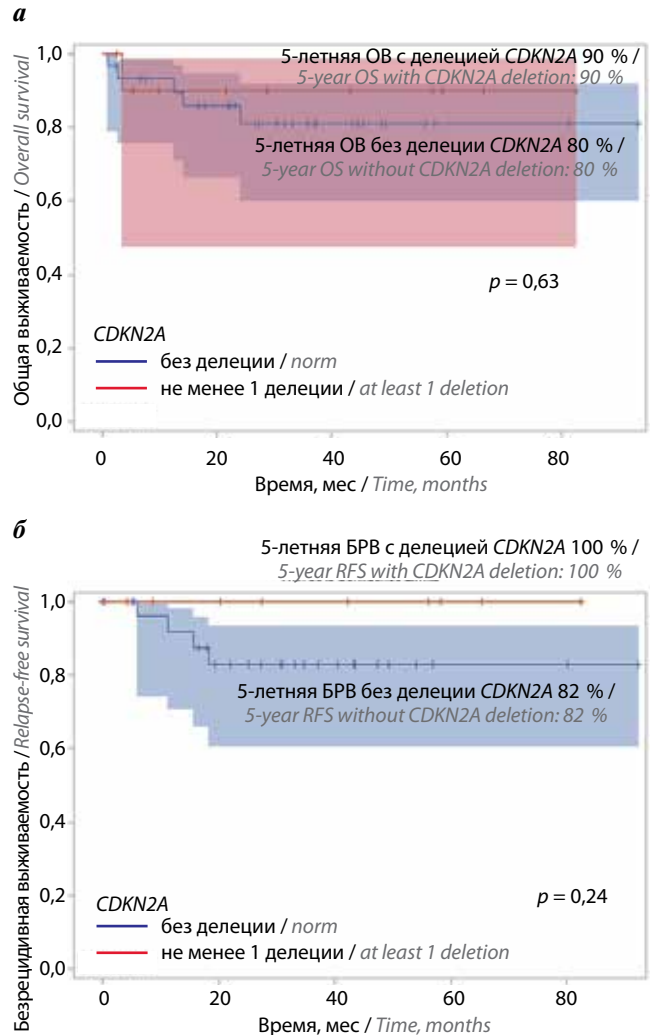 а
5-летняя ОВ с делецией CDKN2A 90 % /
5-year OS with CDKN2A deletion: 90 %
5-летняя ОВ без делеции CDKN2A 80 % /
5-year OS without CDKN2A deletion: 80 %
Общая выживаемость / Overall survival
1,0
0,8
0,6
0,4
0,2
0,0
p = 0,63
CDKN2A
без делеции / norm
не менее 1 делеции / at least 1 deletion
0 20 40 60 80
Время, мес / Time, months
б
5-летняя БРВ с делецией CDKN2A 100 % /
5-year RFS with CDKN2A deletion: 100 %
5-летняя БРВ без делеции CDKN2A 82 % /
5-year RFS without CDKN2A deletion: 82 %
Безрецидивная выживаемость / Relapse-free survival
1,0
0,8
0,6
0,4
0,2
0,0
p = 0,24
CDKN2A
без делеции / norm
не менее 1 делеции / at least 1 deletion
0 20 40 60 80
Время, мес / Time, months